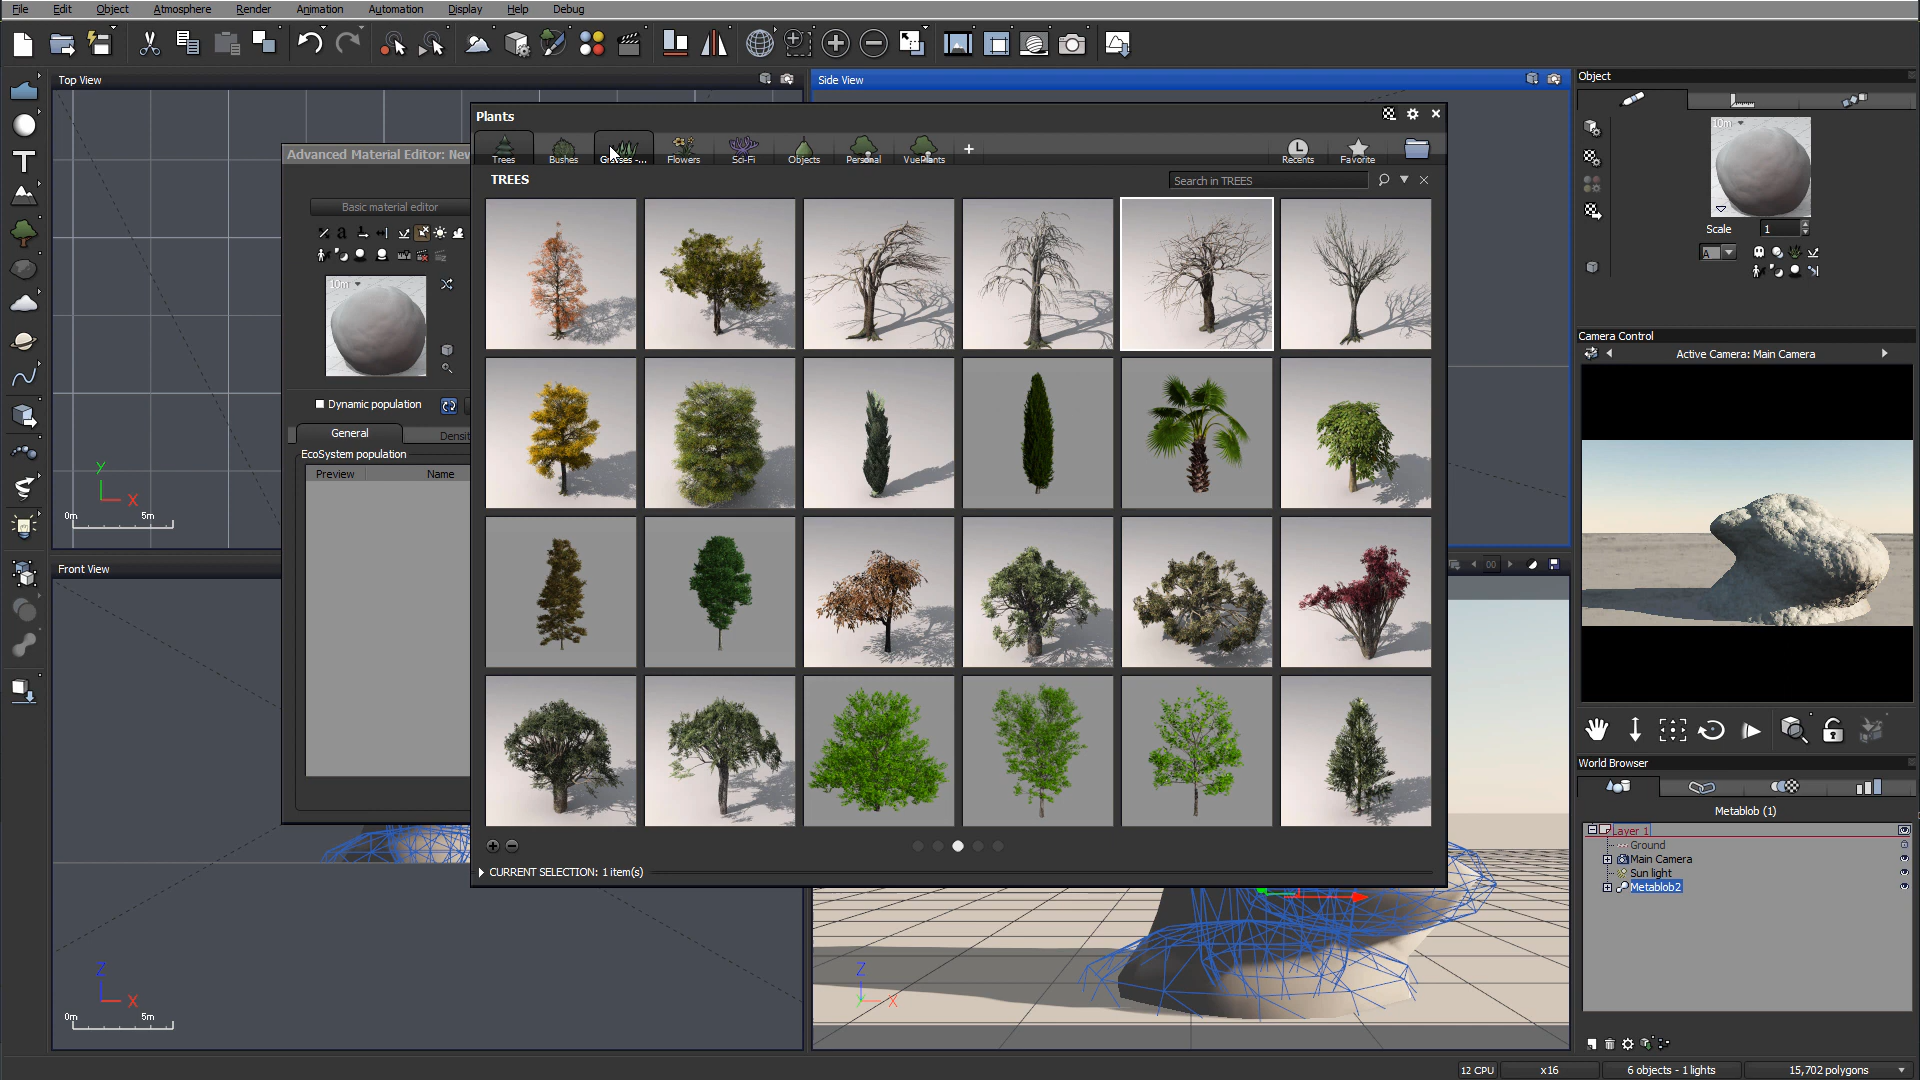 File Edit Object Atmosphere Render Animation Automation Display Help Debug
Top View
Side View
Object
Plants
Advanced Material Editor: New
Trees Bushes Grasses -... Flowers Sci-Fi Objects Personal VuePlants + Recents Favorite
TREES
Search in TREES
Basic material editor
10m
10m
Scale 1
A
Camera Control
Active Camera: Main Camera
Dynamic population
General
Densit
EcoSystem population
Preview Name
Y
X
0m 5m
Front View
00
World Browser
Metablob (1)
Layer 1
Ground
Main Camera
Sun light
Metablob2
CURRENT SELECTION: 1 item(s)
Z
X
0m 5m
Z
Y
X
12 CPU x16 6 objects - 1 lights 15,702 polygons